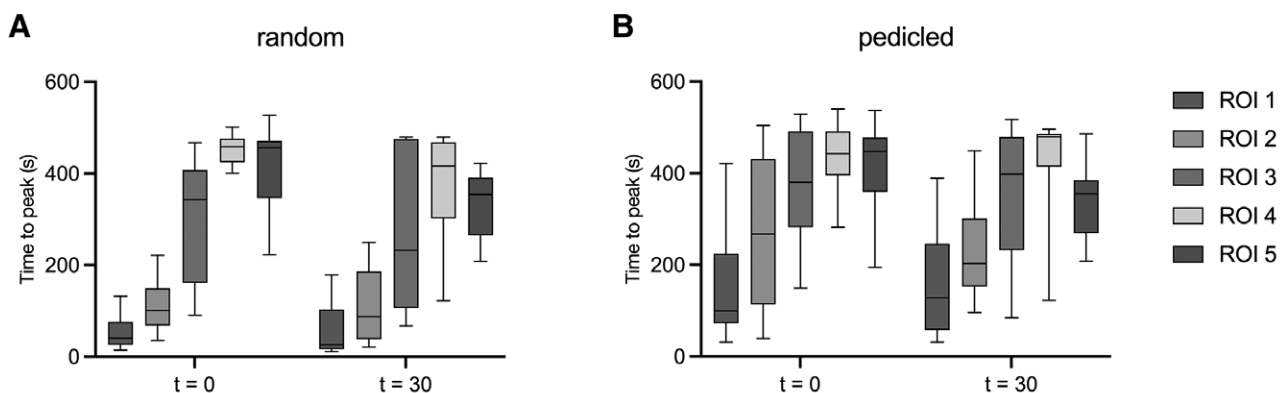 A
random
Time to peak (s)
600
400
200
0
t = 0
t = 30
B
pedicled
Time to peak (s)
600
400
200
0
t = 0
t = 30
ROI 1
ROI 2
ROI 3
ROI 4
ROI 5